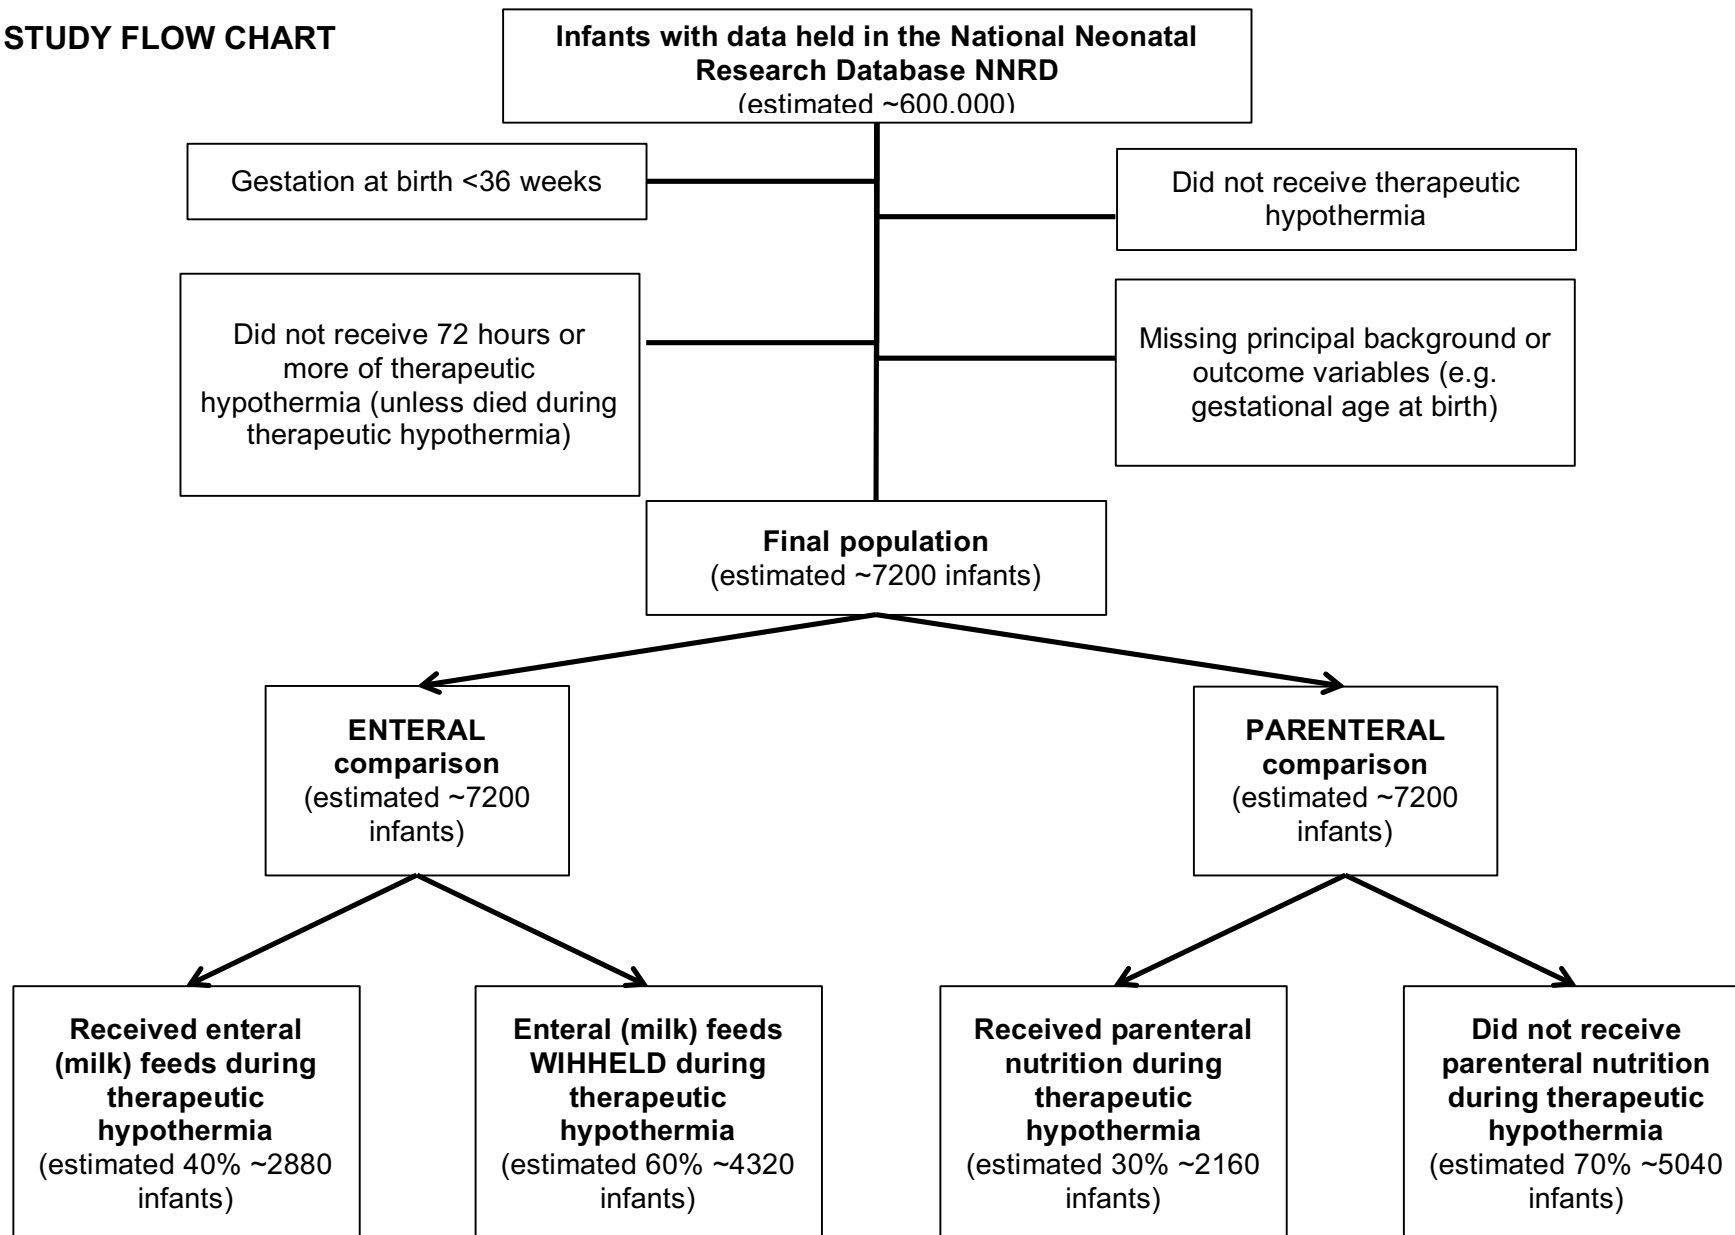 STUDY FLOW CHART
Infants with data held in the National Neonatal
Research Database NNRD
(estimated ~600.000)
Gestation at birth <36 weeks
Did not receive therapeutic
hypothermia
Did not receive 72 hours or
more of therapeutic
hypothermia (unless died during
therapeutic hypothermia)
Missing principal background or
outcome variables (e.g.
gestational age at birth)
Final population
(estimated ~7200 infants)
ENTERAL
comparison
(estimated ~7200
infants)
PARENTERAL
comparison
(estimated ~7200
infants)
Received enteral
(milk) feeds during
therapeutic
hypothermia
(estimated 40% ~2880
infants)
Enteral (milk) feeds
WIHHELD during
therapeutic
hypothermia
(estimated 60% ~4320
infants)
Received parenteral
nutrition during
therapeutic
hypothermia
(estimated 30% ~2160
infants)
Did not receive
parenteral nutrition
during therapeutic
hypothermia
(estimated 70% ~5040
infants)